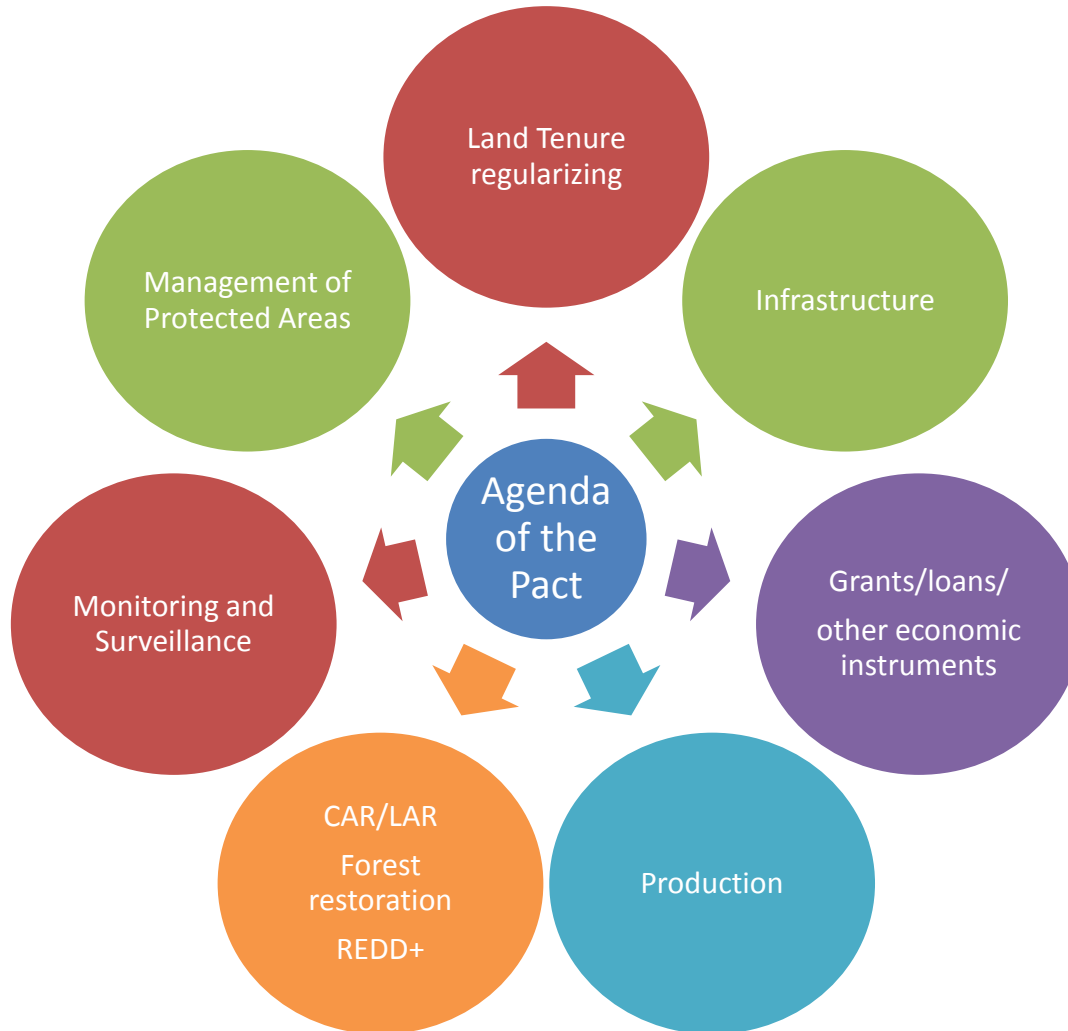 Land Tenure
regularizing
Management of
Protected Areas
Infrastructure
Agenda
of the
Pact
Monitoring and
Surveillance
Grants/loans/
other economic
instruments
CAR/LAR
Forest
restoration
REDD+
Production